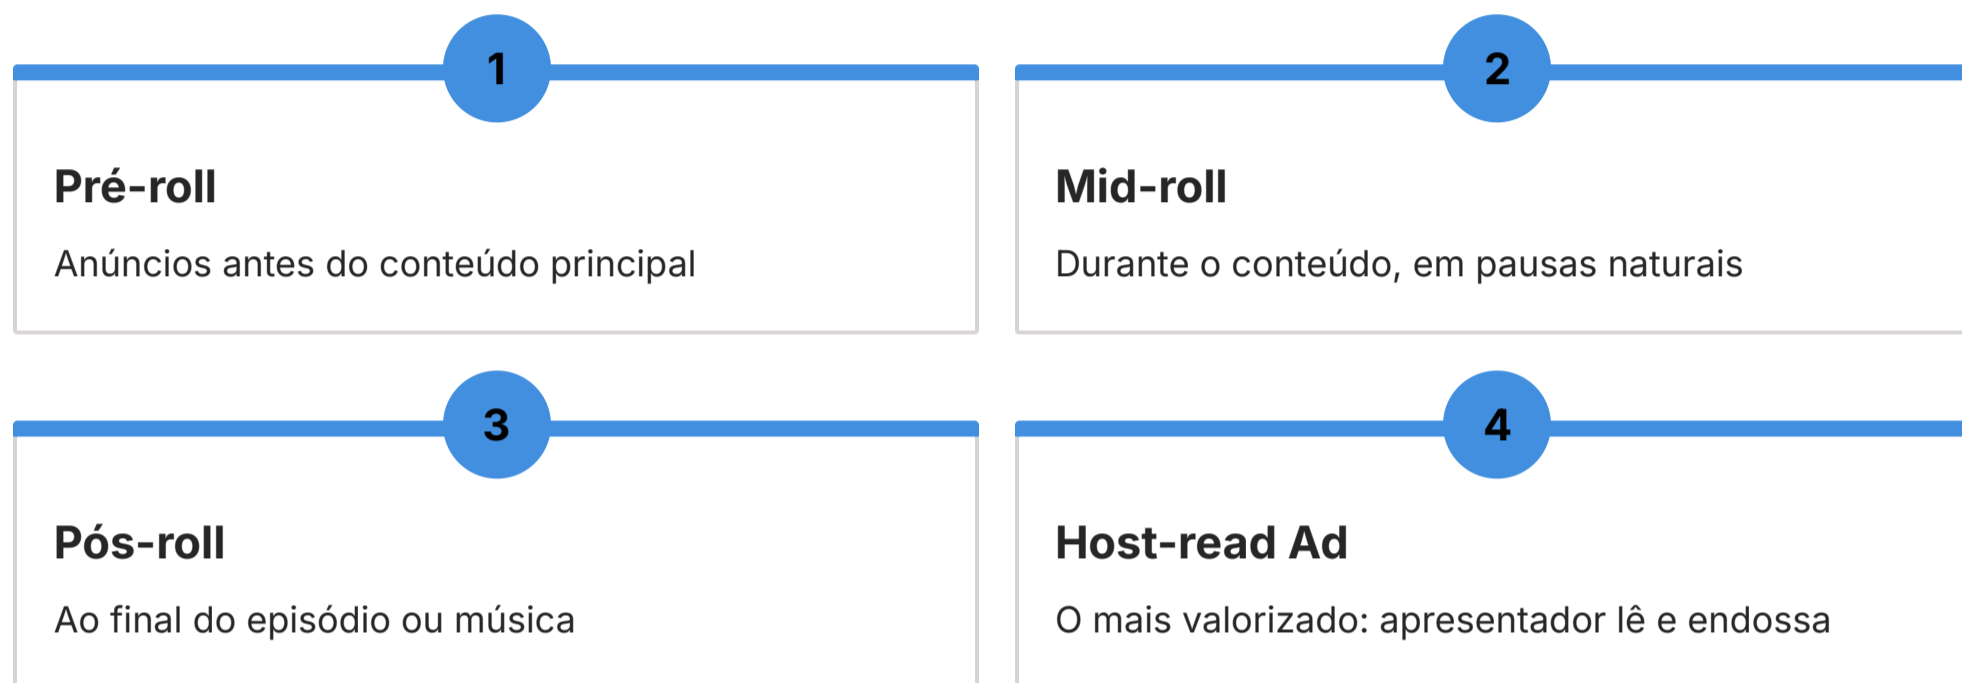 1
Pré-roll
Anúncios antes do conteúdo principal
2
Mid-roll
Durante o conteúdo, em pausas naturais
3
Pós-roll
Ao final do episódio ou música
4
Host-read Ad
O mais valorizado: apresentador lê e endossa